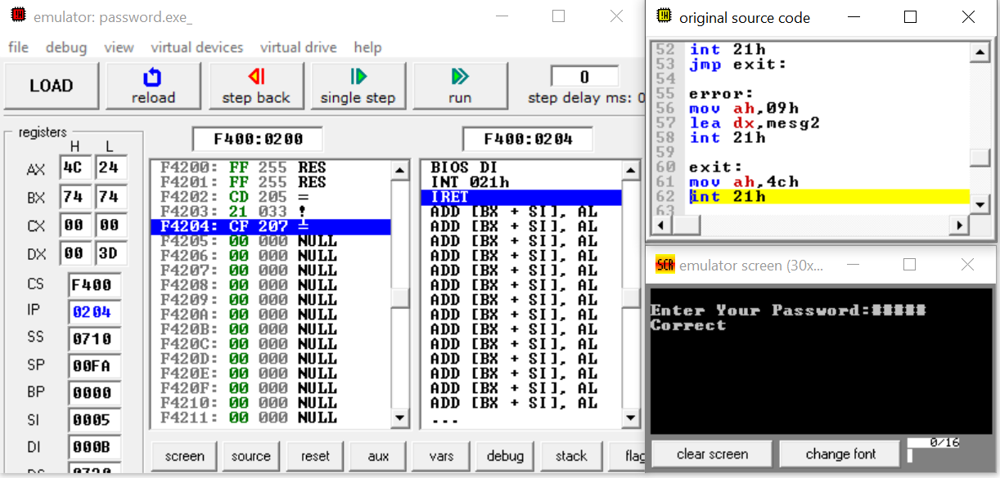 emulator: password.exe_
file debug view virtual devices virtual drive help
LOAD reload step back single step run 0 step delay ms: 0
registers
H L
AX 4C 24
BX 74 74
CX 00 00
DX 00 3D
CS F400
IP 0204
SS 0710
SP 00FA
BP 0000
SI 0005
DI 000B
DS 0720
F400:0200
F4200: FF 255 RES
F4201: FF 255 RES
F4202: CD 205 =
F4203: 21 033 !
F4204: CF 207 ╧
F4205: 00 000 NULL
F4206: 00 000 NULL
F4207: 00 000 NULL
F4208: 00 000 NULL
F4209: 00 000 NULL
F420A: 00 000 NULL
F420B: 00 000 NULL
F420C: 00 000 NULL
F420D: 00 000 NULL
F420E: 00 000 NULL
F420F: 00 000 NULL
F4210: 00 000 NULL
F4211: 00 000 NULL
F400:0204
BIOS DI
INT 021h
IRET
ADD [BX + SI], AL
ADD [BX + SI], AL
ADD [BX + SI], AL
ADD [BX + SI], AL
ADD [BX + SI], AL
ADD [BX + SI], AL
ADD [BX + SI], AL
ADD [BX + SI], AL
ADD [BX + SI], AL
ADD [BX + SI], AL
ADD [BX + SI], AL
ADD [BX + SI], AL
ADD [BX + SI], AL
ADD [BX + SI], AL
...
screen source reset aux vars debug stack flag
original source code
52 int 21h
53 jmp exit:
54
55 error:
56 mov ah,09h
57 lea dx,mesg2
58 int 21h
59
60 exit:
61 mov ah,4ch
62 int 21h
63
SCR emulator screen (30x...
Enter Your Password:#####
Correct
clear screen change font 0/16